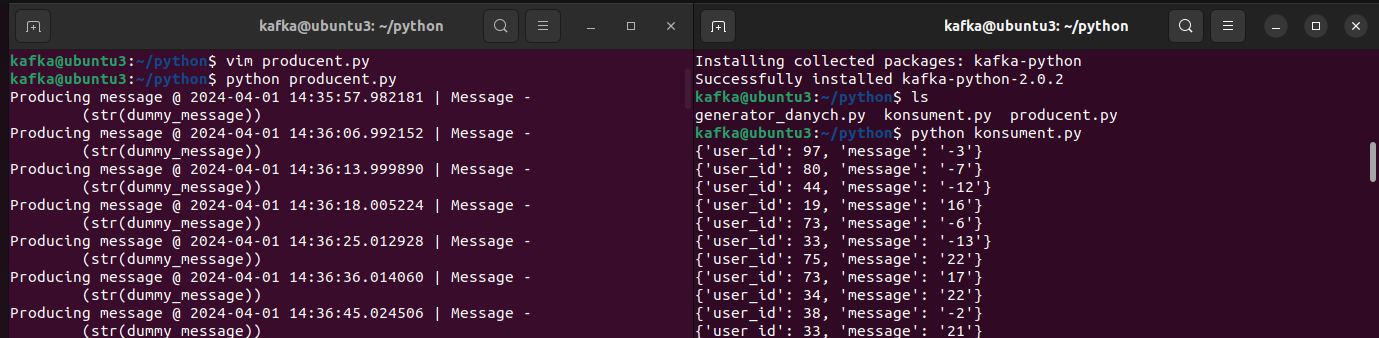 kafka@ubuntu3: ~/python
kafka@ubuntu3:~/python$ vim producent.py
kafka@ubuntu3:~/python$ python producent.py
Producing message @ 2024-04-01 14:35:57.982181 | Message -
(str(dummy_message))
Producing message @ 2024-04-01 14:36:06.992152 | Message -
(str(dummy_message))
Producing message @ 2024-04-01 14:36:13.999890 | Message -
(str(dummy_message))
Producing message @ 2024-04-01 14:36:18.005224 | Message -
(str(dummy_message))
Producing message @ 2024-04-01 14:36:25.012928 | Message -
(str(dummy_message))
Producing message @ 2024-04-01 14:36:36.014060 | Message -
(str(dummy_message))
Producing message @ 2024-04-01 14:36:45.024506 | Message -
(str(dummy_message))
kafka@ubuntu3: ~/python
Installing collected packages: kafka-python
Successfully installed kafka-python-2.0.2
kafka@ubuntu3:~/python$ ls
generator_danych.py  konsument.py  producent.py
kafka@ubuntu3:~/python$ python konsument.py
{'user_id': 97, 'message': '-3'}
{'user_id': 80, 'message': '-7'}
{'user_id': 44, 'message': '-12'}
{'user_id': 19, 'message': '16'}
{'user_id': 73, 'message': '-6'}
{'user_id': 33, 'message': '-13'}
{'user_id': 75, 'message': '22'}
{'user_id': 73, 'message': '17'}
{'user_id': 34, 'message': '22'}
{'user_id': 38, 'message': '-2'}
{'user_id': 33, 'message': '21'}